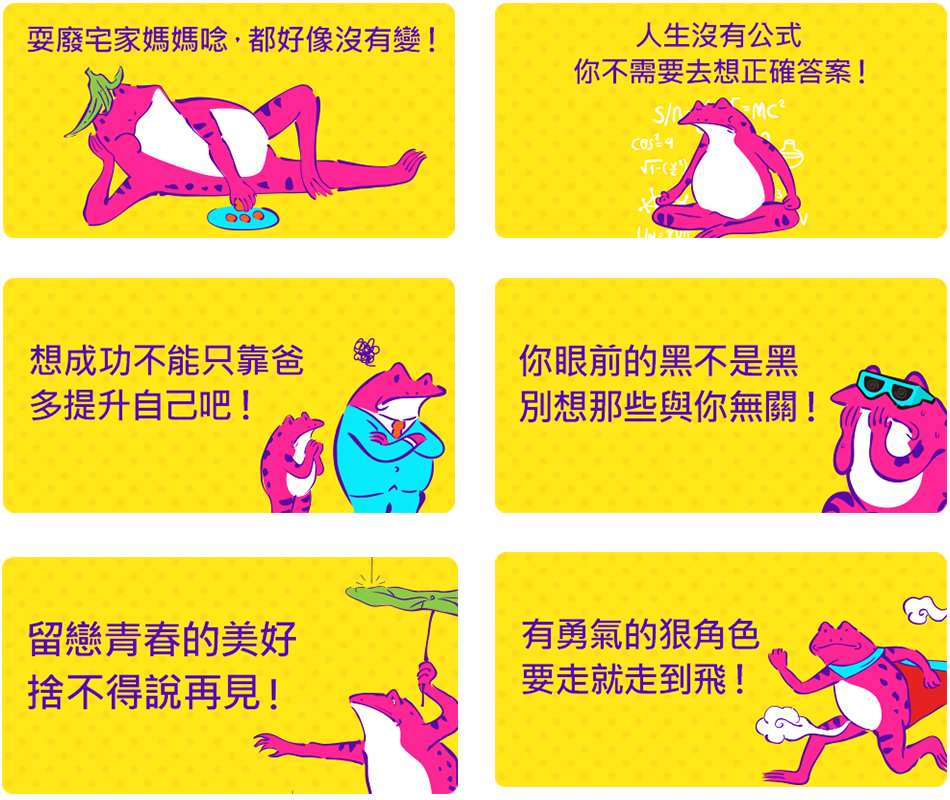 耍廢宅家媽媽唸，都好像沒有變！
人生沒有公式
你不需要去想正確答案！
S/n
=MC²
cos²=9
想成功不能只靠爸
多提升自己吧！
你眼前的黑不是黑
別想那些與你無關！
留戀青春的美好
捨不得說再見！
有勇氣的狠角色
要走就走到飛！